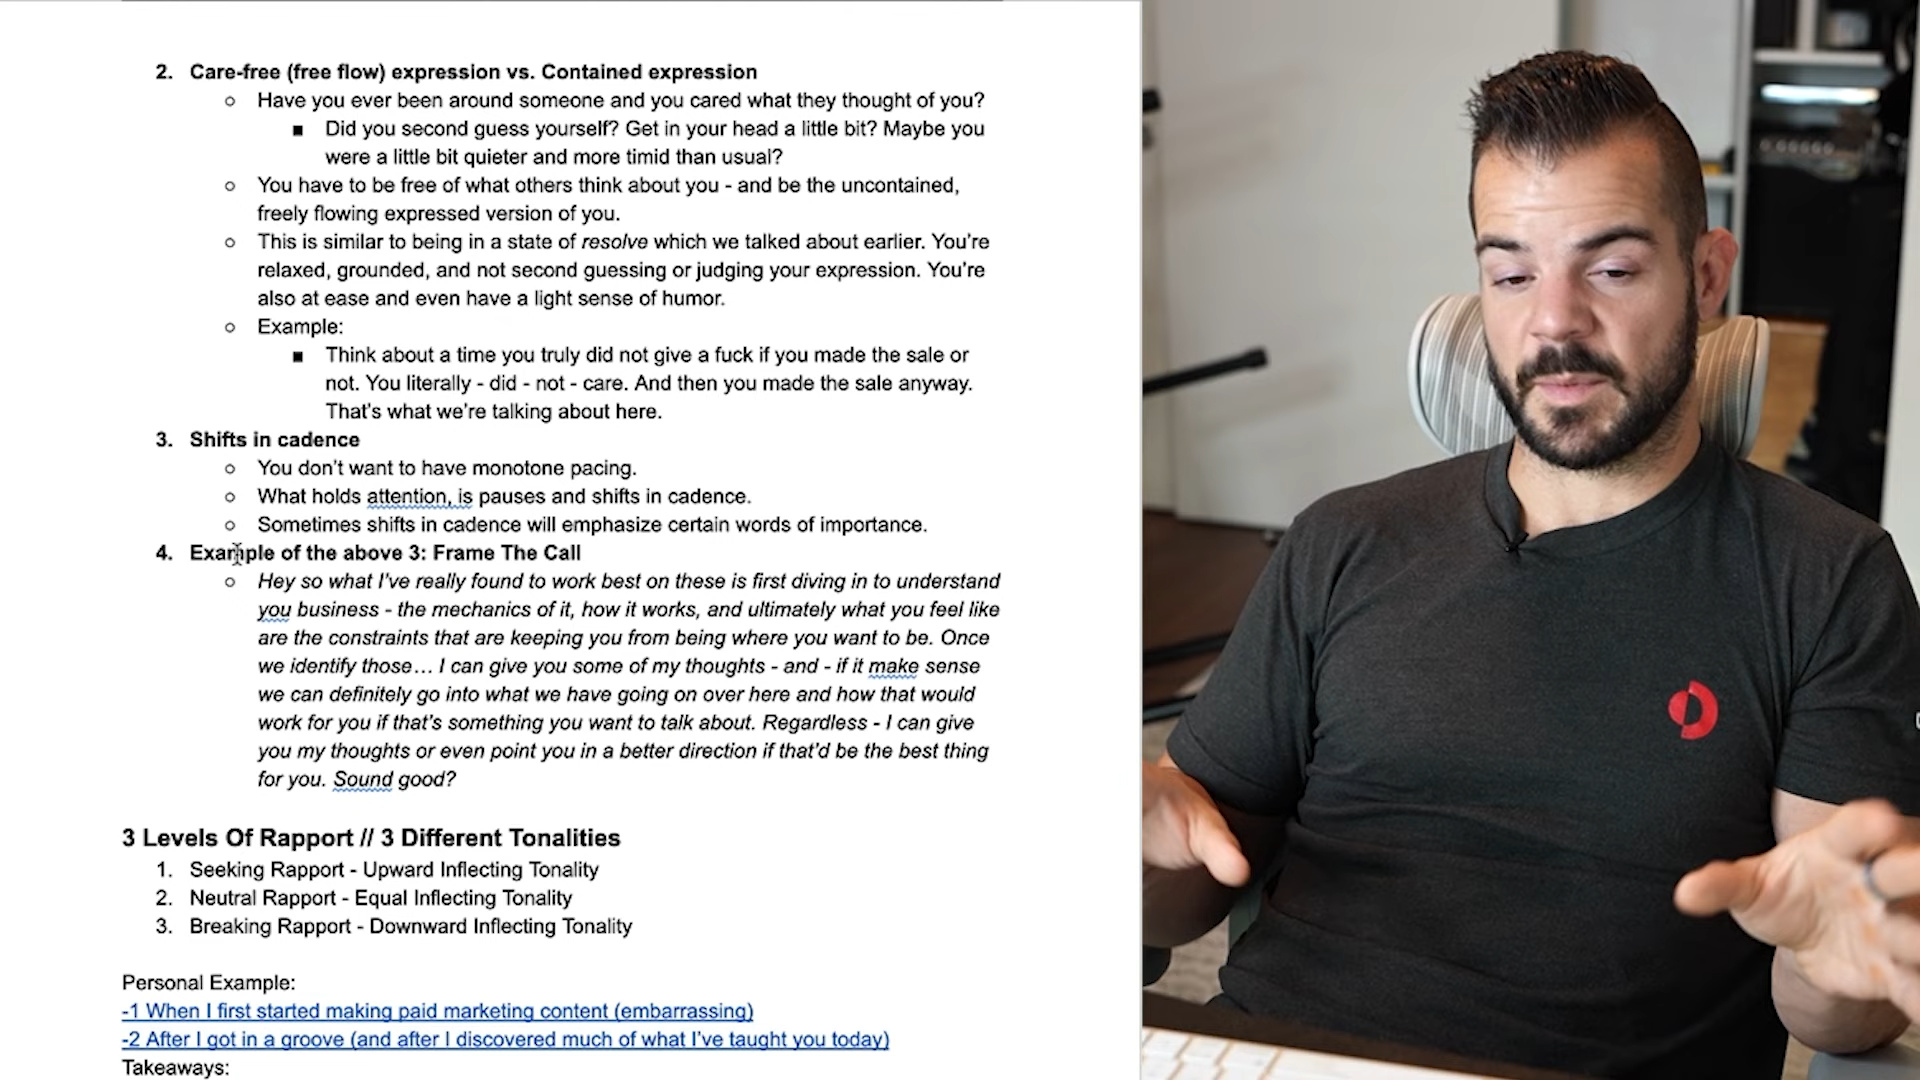 2. Care-free (free flow) expression vs. Contained expression
○ Have you ever been around someone and you cared what they thought of you?
■ Did you second guess yourself? Get in your head a little bit? Maybe you
were a little bit quieter and more timid than usual?
○ You have to be free of what others think about you - and be the uncontained,
freely flowing expressed version of you.
○ This is similar to being in a state of resolve which we talked about earlier. You’re
relaxed, grounded, and not second guessing or judging your expression. You’re
also at ease and even have a light sense of humor.
○ Example:
■ Think about a time you truly did not give a fuck if you made the sale or
not. You literally - did - not - care. And then you made the sale anyway.
That’s what we’re talking about here.
3. Shifts in cadence
○ You don’t want to have monotone pacing.
○ What holds attention, is pauses and shifts in cadence.
○ Sometimes shifts in cadence will emphasize certain words of importance.
4. Example of the above 3: Frame The Call
○ Hey so what I’ve really found to work best on these is first diving in to understand
you business - the mechanics of it, how it works, and ultimately what you feel like
are the constraints that are keeping you from being where you want to be. Once
we identify those… I can give you some of my thoughts - and - if it make sense
we can definitely go into what we have going on over here and how that would
work for you if that’s something you want to talk about. Regardless - I can give
you my thoughts or even point you in a better direction if that’d be the best thing
for you. Sound good?
3 Levels Of Rapport // 3 Different Tonalities
1. Seeking Rapport - Upward Inflecting Tonality
2. Neutral Rapport - Equal Inflecting Tonality
3. Breaking Rapport - Downward Inflecting Tonality
Personal Example:
-1 When I first started making paid marketing content (embarrassing)
-2 After I got in a groove (and after I discovered much of what I’ve taught you today)
Takeaways: